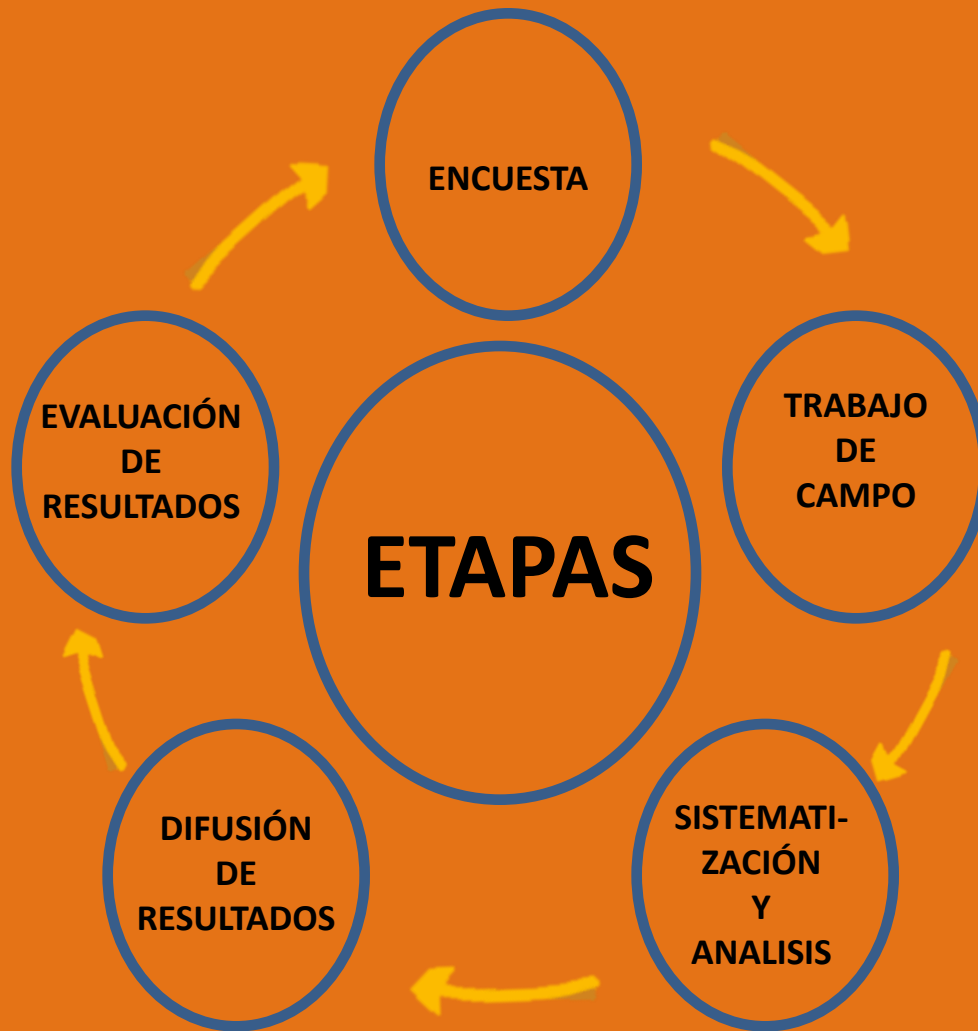 ENCUESTA
TRABAJO
DE
CAMPO
SISTEMATI-
ZACIÓN
Y
ANALISIS
DIFUSIÓN
DE
RESULTADOS
EVALUACIÓN
DE
RESULTADOS
ETAPAS